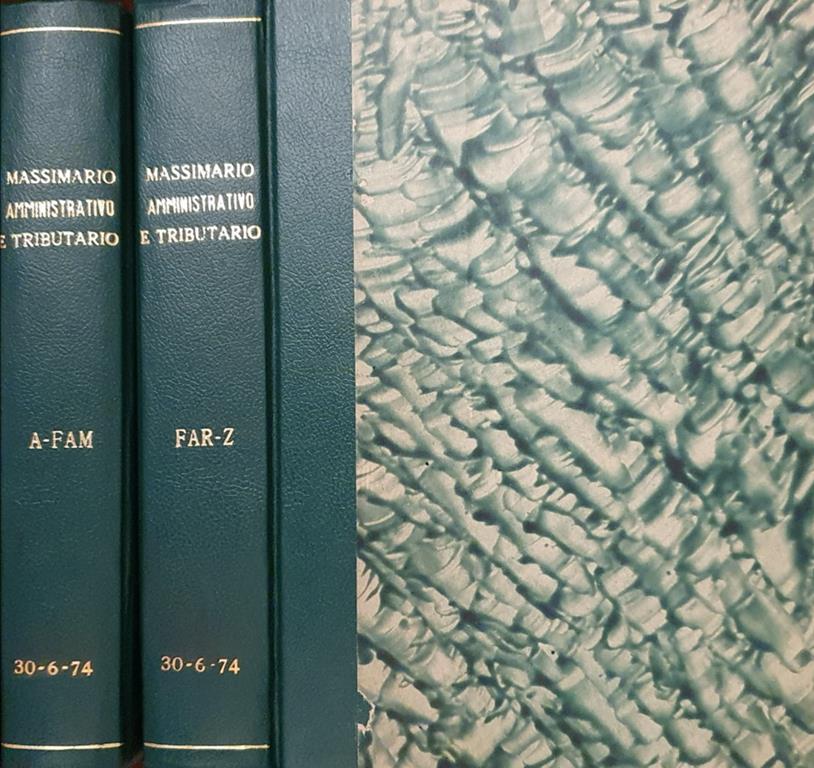 MASSIMARIO
AMMINISTRATIVO
E TRIBUTARIO
A-FAM
30-6-74
MASSIMARIO
AMMINISTRATIVO
E TRIBUTARIO
FAR-Z
30-6-74